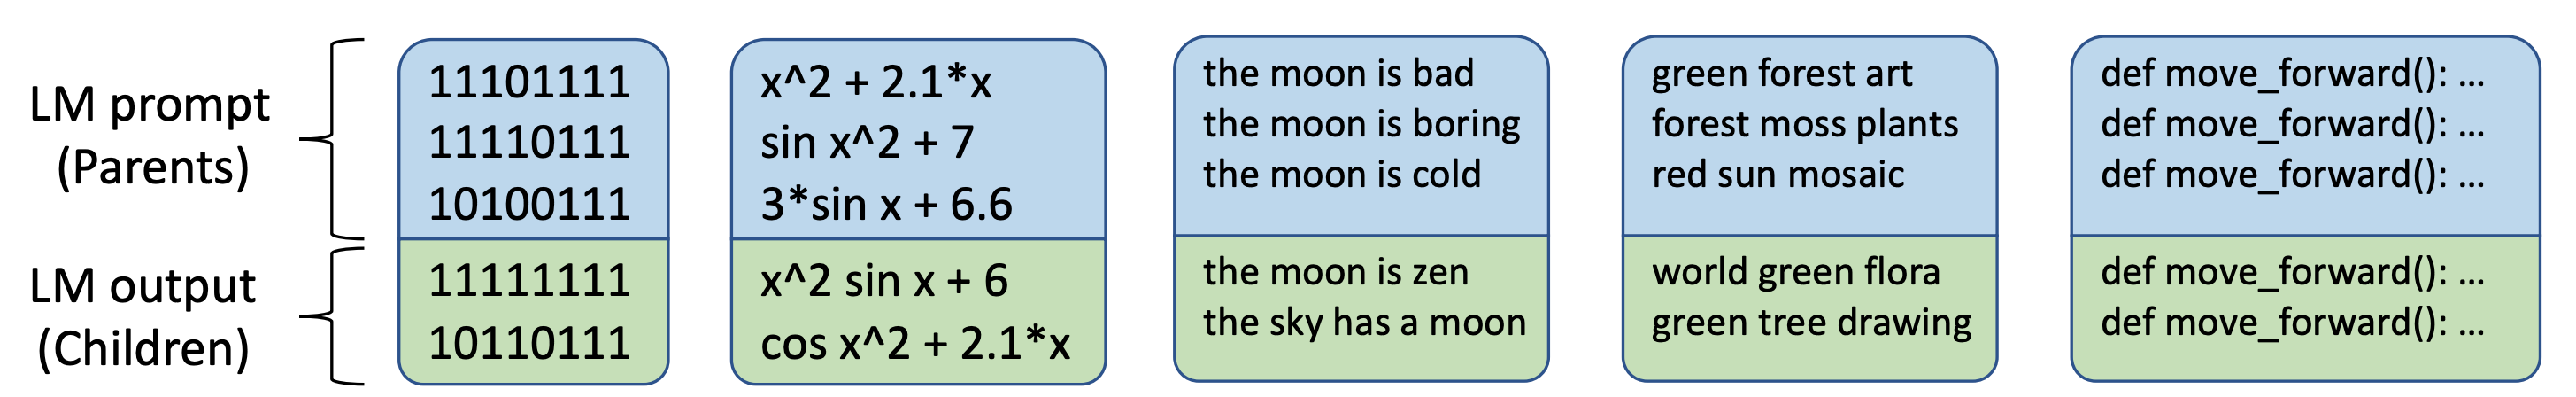 LM prompt
(Parents)
LM output
(Children)
11101111
11110111
10100111
11111111
10110111
x^2 + 2.1*x
sin x^2 + 7
3*sin x + 6.6
x^2 sin x + 6
cos x^2 + 2.1*x
the moon is bad
the moon is boring
the moon is cold
the moon is zen
the sky has a moon
green forest art
forest moss plants
red sun mosaic
world green flora
green tree drawing
def move_forward(): ...
def move_forward(): ...
def move_forward(): ...
def move_forward(): ...
def move_forward(): ...